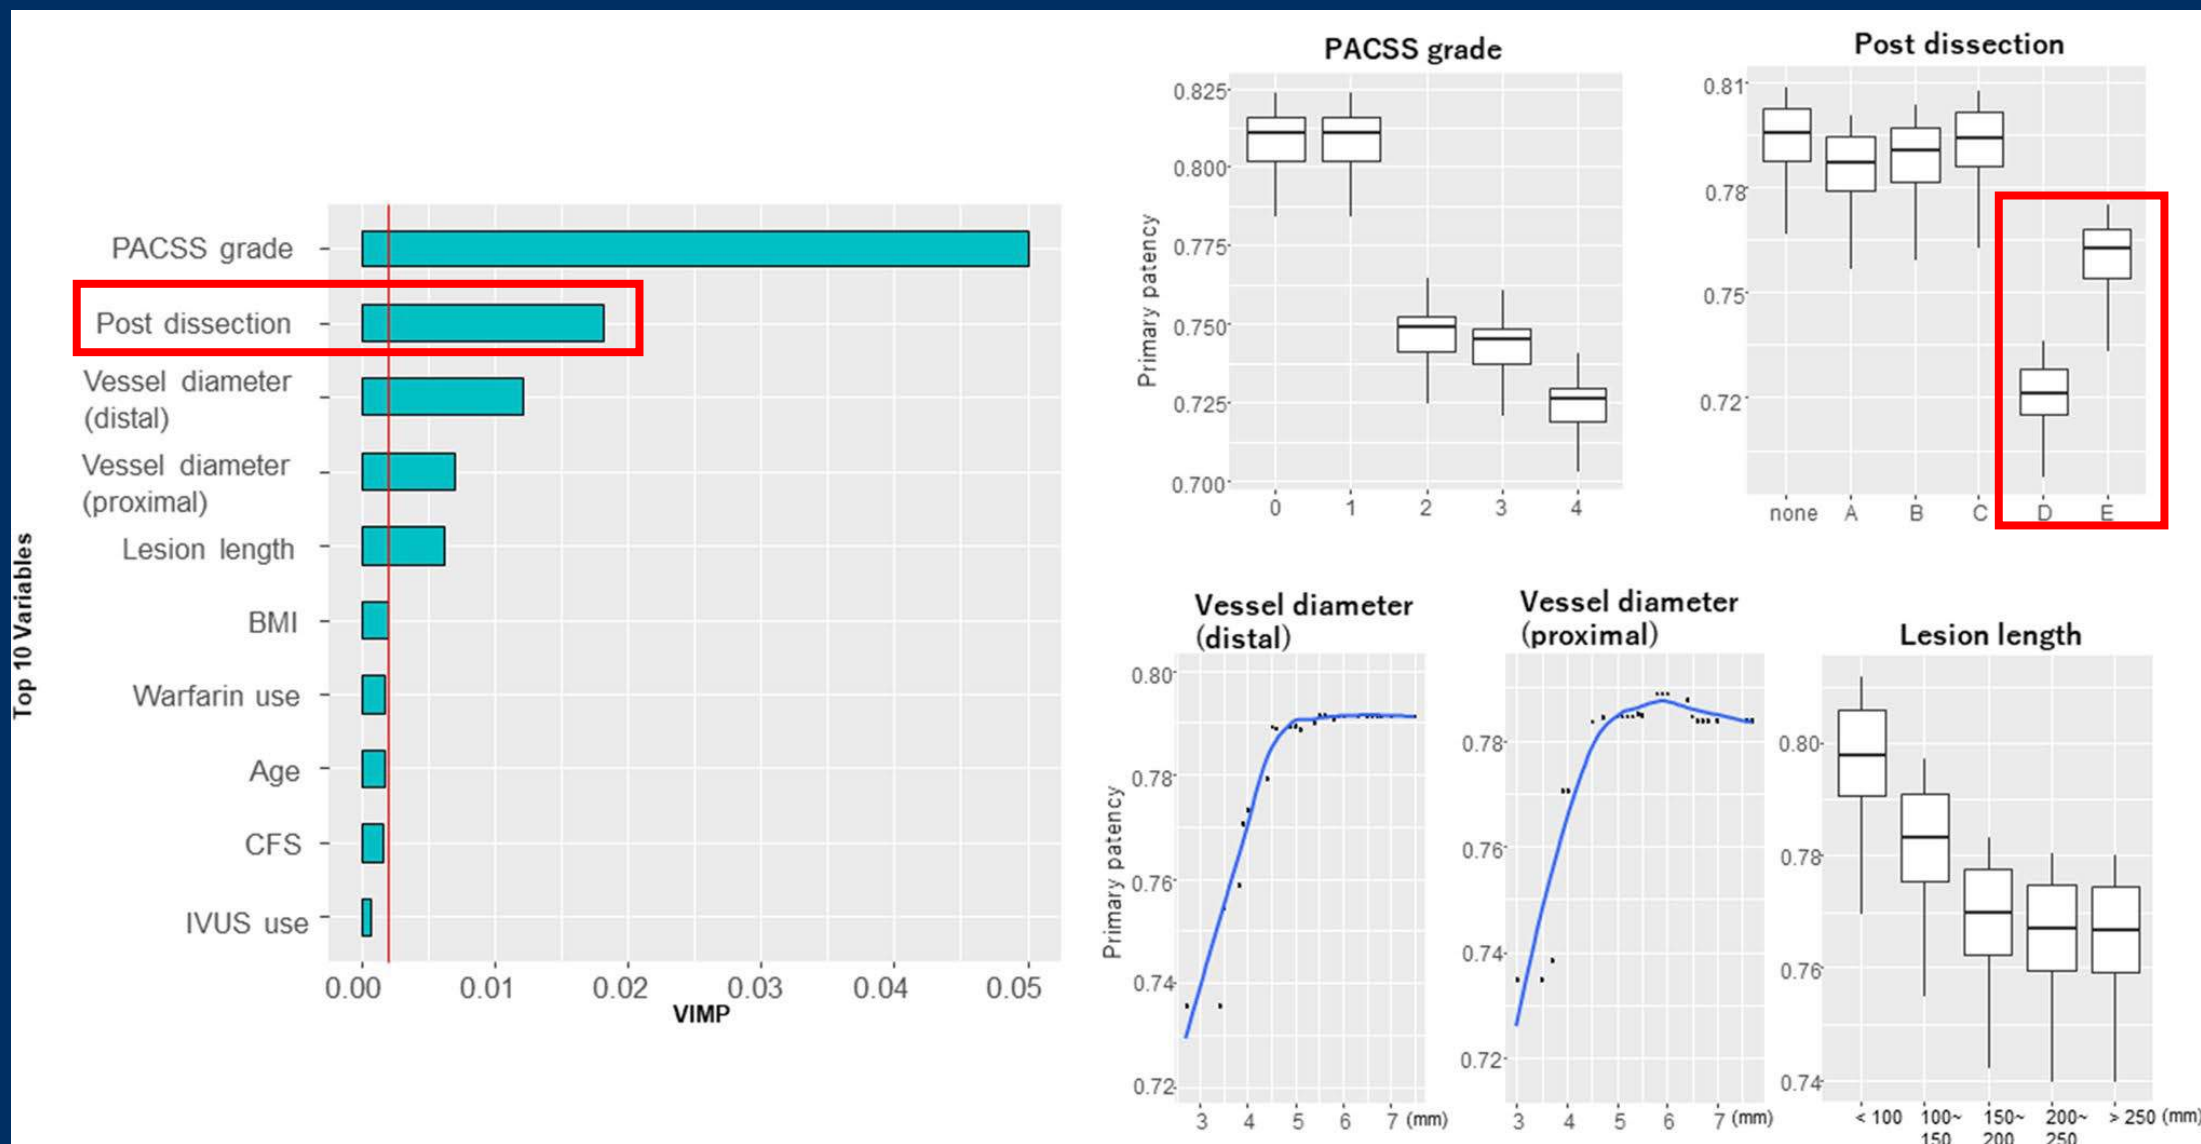 PACSS grade
Post dissection
Vessel diameter
(distal)
Vessel diameter
(proximal)
Lesion length
BMI
Warfarin use
Age
CFS
IVUS use
Top 10 Variables
0.00 0.01 0.02 0.03 0.04 0.05
VIMP
PACSS grade
Primary patency
0.825
0.800
0.775
0.750
0.725
0.700
0 1 2 3 4
Post dissection
0.81
0.78
0.75
0.72
none A B C D E
Vessel diameter
(distal)
Primary patency
0.80
0.78
0.76
0.74
0.72
3 4 5 6 7 (mm)
Vessel diameter
(proximal)
0.78
0.76
0.74
0.72
3 4 5 6 7 (mm)
Lesion length
0.80
0.78
0.76
0.74
< 100 100~ 150~ 200~ > 250 (mm)
150 200 250